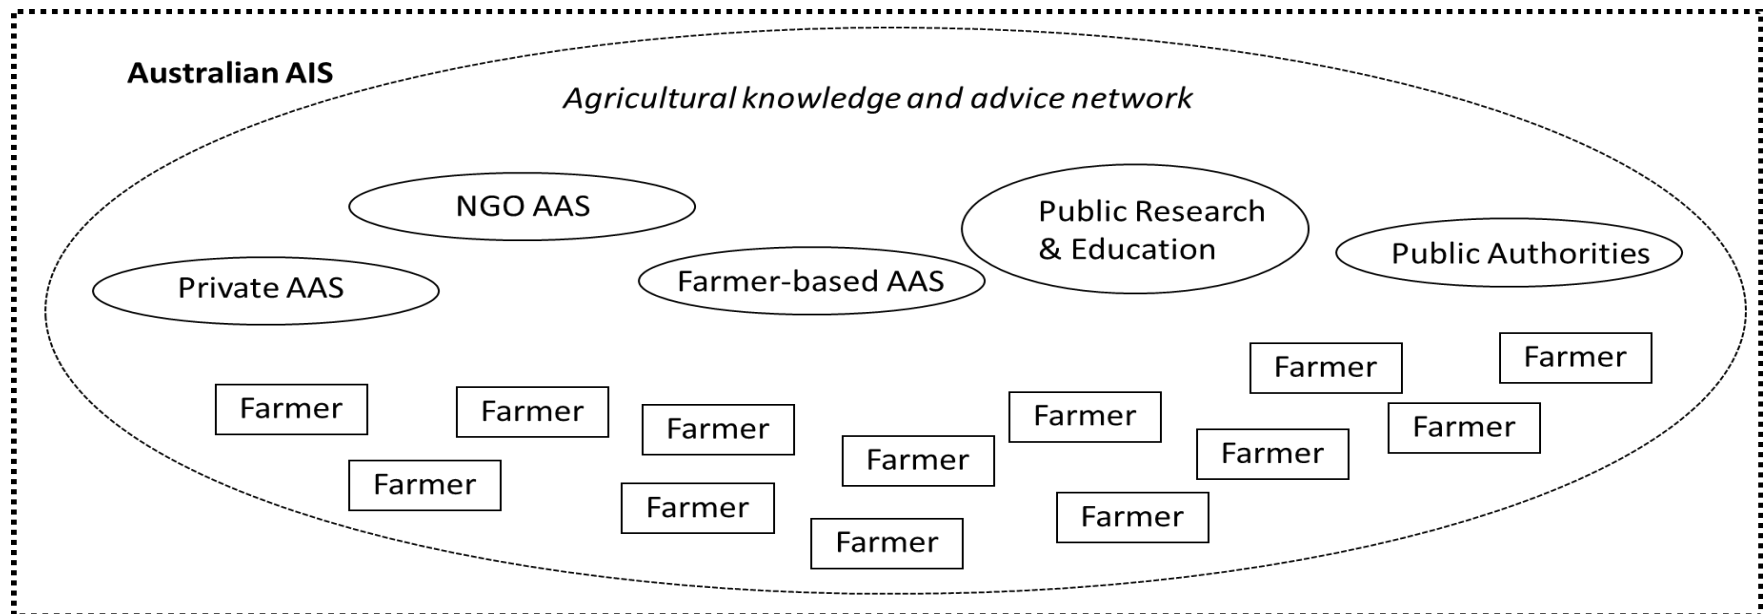 Australian AIS
Agricultural knowledge and advice network
NGO AAS
Public Research
& Education
Private AAS
Farmer-based AAS
Public Authorities
Farmer
Farmer
Farmer
Farmer
Farmer
Farmer
Farmer
Farmer
Farmer
Farmer
Farmer
Farmer
Farmer